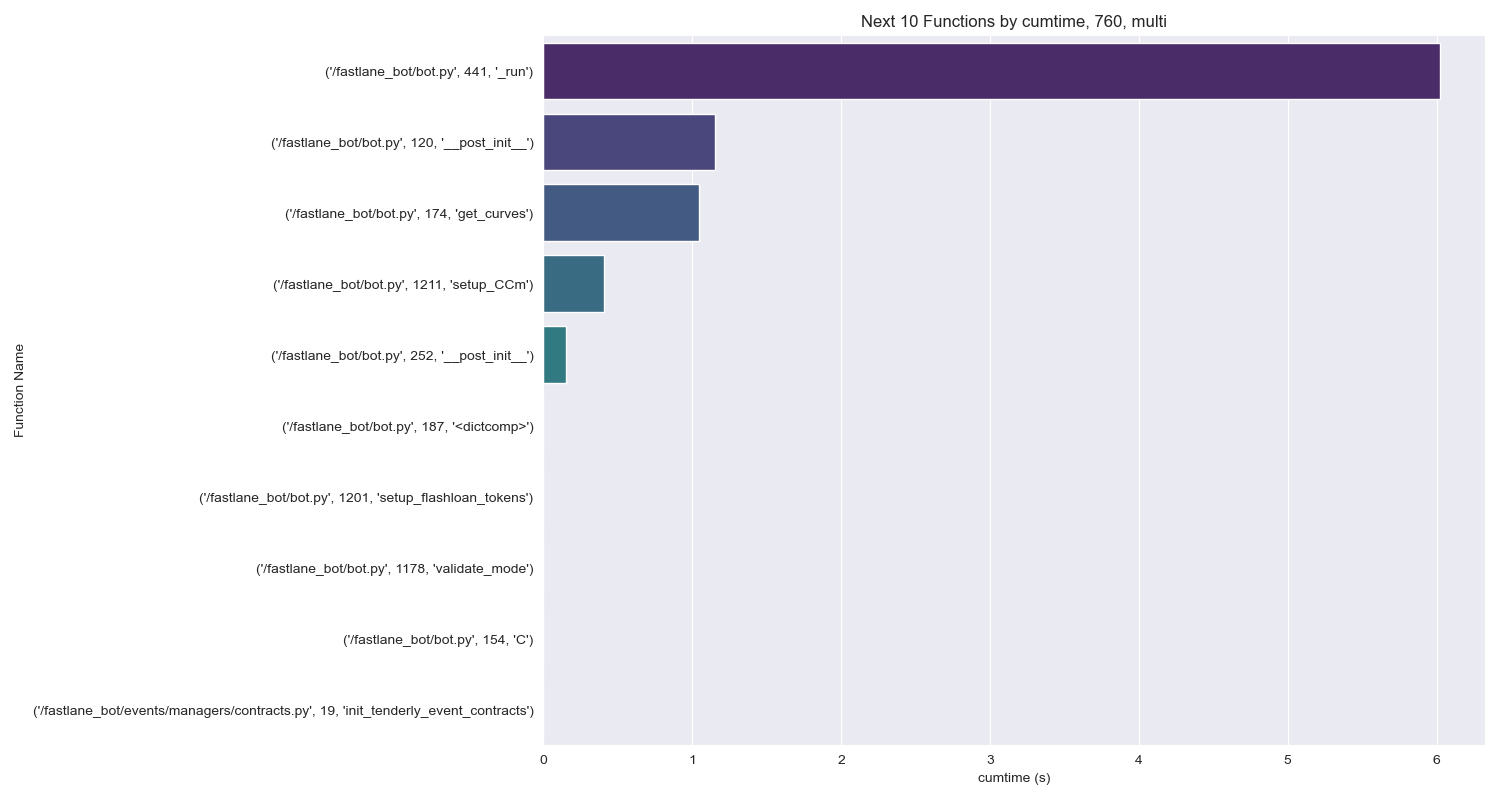 Next 10 Functions by cumtime, 760, multi
('/fastlane_bot/bot.py', 441, '_run')
('/fastlane_bot/bot.py', 120, '__post_init__')
('/fastlane_bot/bot.py', 174, 'get_curves')
('/fastlane_bot/bot.py', 1211, 'setup_CCm')
('/fastlane_bot/bot.py', 252, '__post_init__')
('/fastlane_bot/bot.py', 187, '<dictcomp>')
('/fastlane_bot/bot.py', 1201, 'setup_flashloan_tokens')
('/fastlane_bot/bot.py', 1178, 'validate_mode')
('/fastlane_bot/bot.py', 154, 'C')
('/fastlane_bot/events/managers/contracts.py', 19, 'init_tenderly_event_contracts')
Function Name
0 1 2 3 4 5 6
cumtime (s)